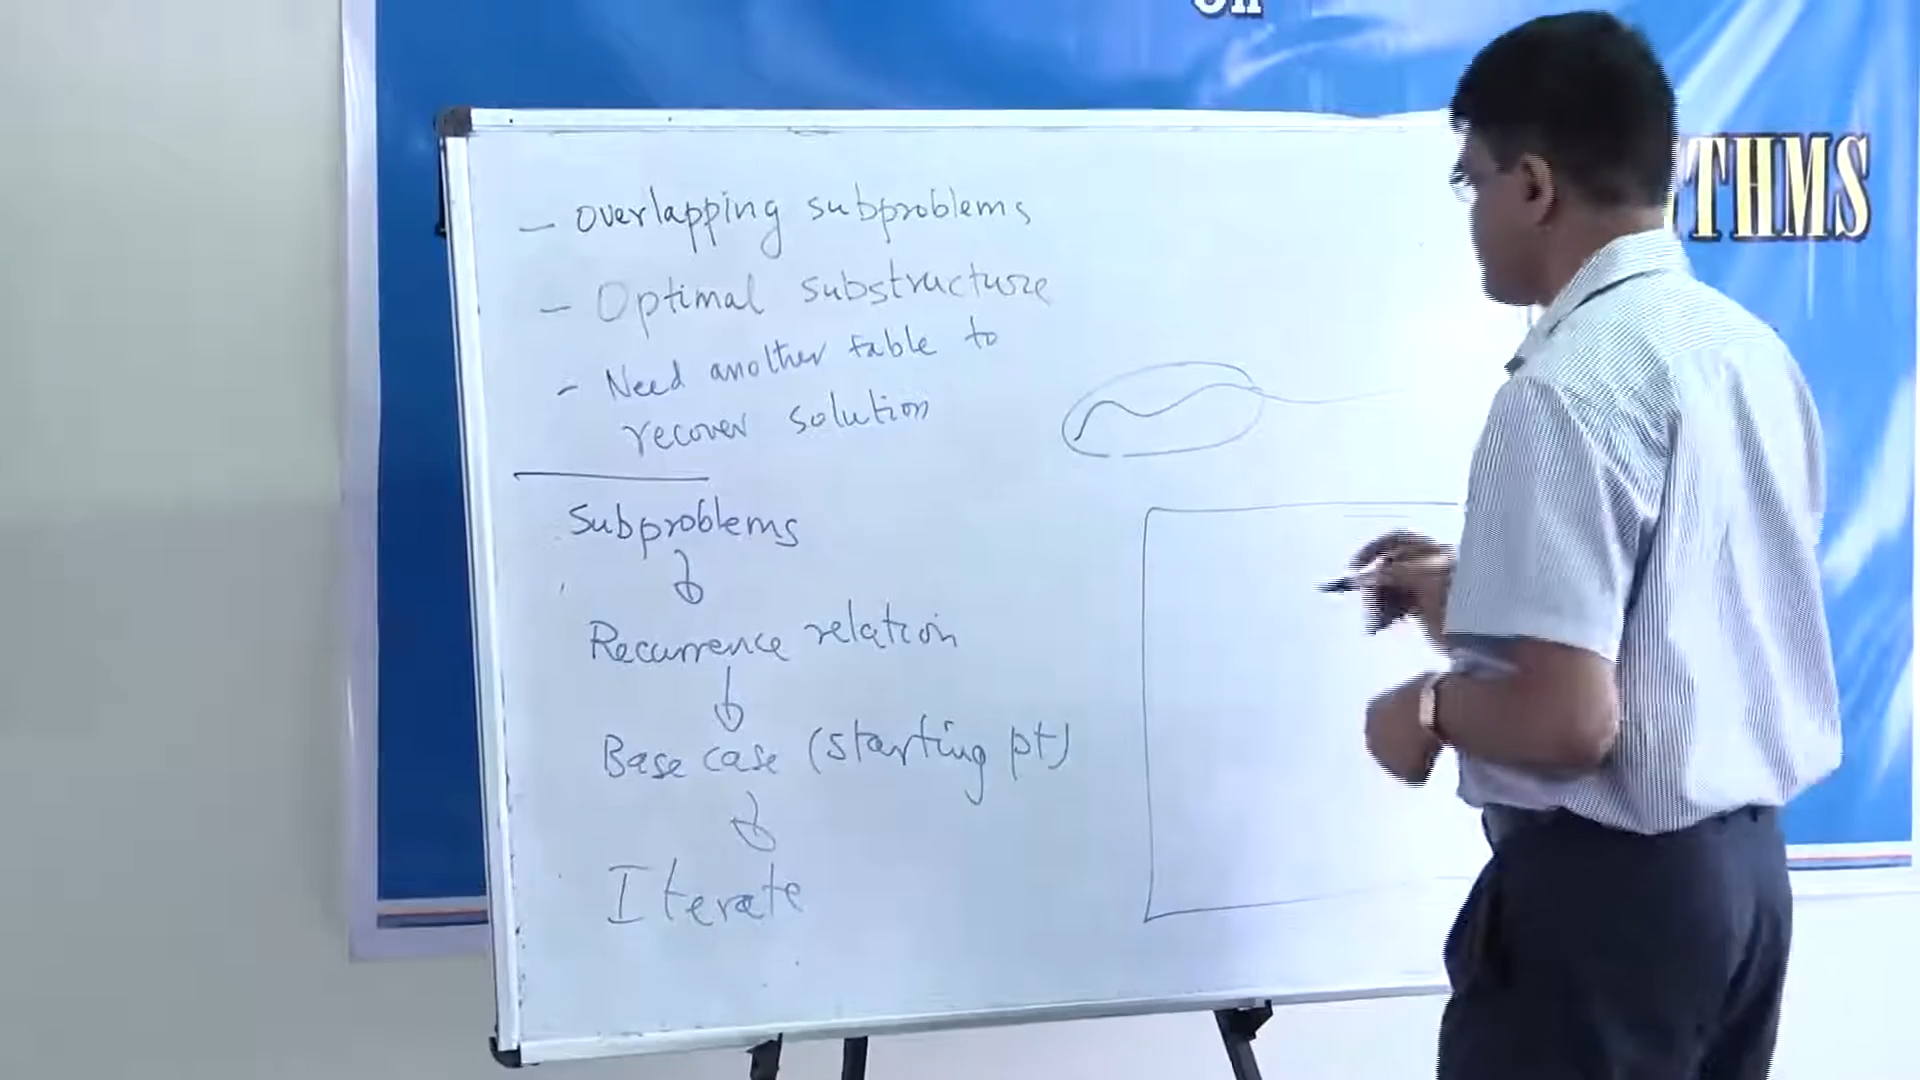 on
THMS
- overlapping subproblems
- Optimal substructure
- Need another table to
recover solution
Subproblems
Recurrence relation
Base case (starting pt)
Iterate